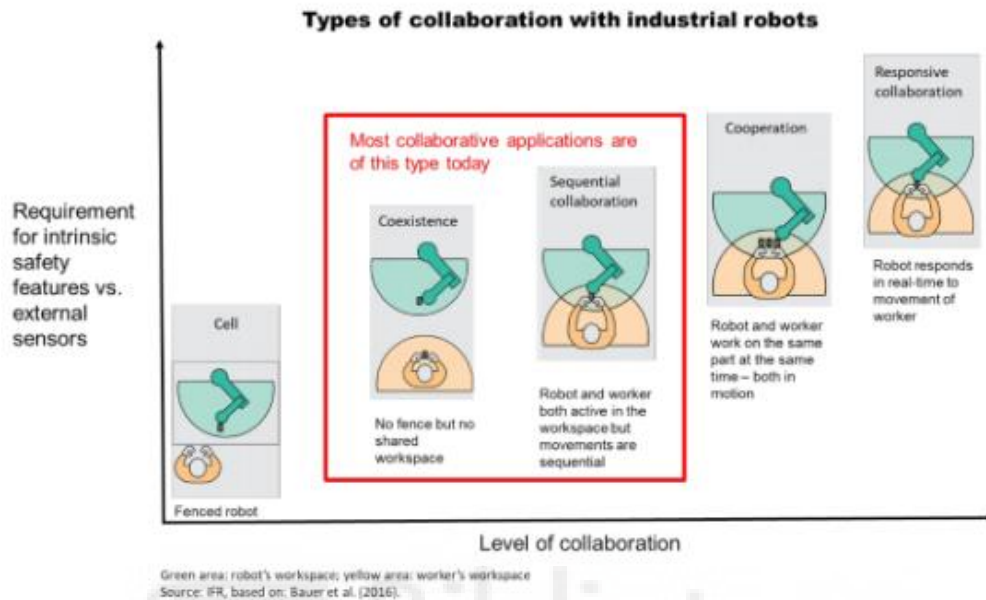 Types of collaboration with industrial robots
Requirement
for intrinsic
safety
features vs.
external
sensors
Cell
Fenced robot
Most collaborative applications are
of this type today
Coexistence
No fence but no
shared
workspace
Sequential
collaboration
Robot and worker
both active in the
workspace but
movements are
sequential
Cooperation
Robot and worker
work on the same
part at the same
time – both in
motion
Responsive
collaboration
Robot responds
in real-time to
movement of
worker
Level of collaboration
Green area: robot's workspace; yellow area: worker's workspace
Source: IFR, based on: Bauer et al. (2016).